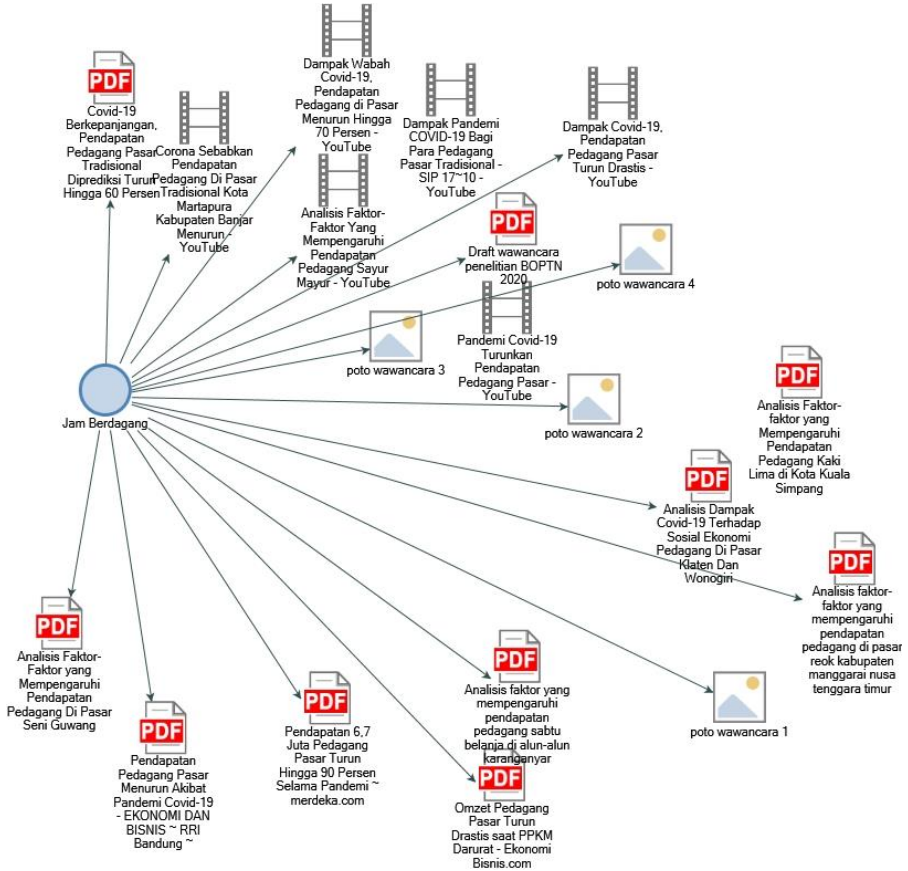 PDF
Covid-19
Berkepanjangan,
Pendapatan
Pedagang Pasar
Tradisional
Diprediksi Turun
Hingga 60 Persen
Corona Sebabkan
Pendapatan
Pedagang Di Pasar
Tradisional Kota
Martapura
Kabupaten Banjar
Menurun -
YouTube
Dampak Wabah
Covid-19,
Pendapatan
Pedagang di Pasar
Menurun Hingga
70 Persen -
YouTube
Dampak Pandemi
COVID-19 Bagi
Para Pedagang
Pasar Tradisional -
SIP 17~10 -
YouTube
Dampak Covid-19,
Pendapatan
Pedagang Pasar
Turun Drastis -
YouTube
Analisis Faktor-
Faktor Yang
Mempengaruhi
Pendapatan
Pedagang Sayur
Mayur - YouTube
PDF
Draft wawancara
penelitian BOPTN
2020
poto wawancara 4
poto wawancara 3
Pandemi Covid-19
Turunkan
Pendapatan
Pedagang Pasar -
YouTube
poto wawancara 2
Jam Berdagang
PDF
Analisis Faktor-
faktor yang
Mempengaruhi
Pendapatan
Pedagang Kaki
Lima di Kota Kuala
Simpang
PDF
Analisis Dampak
Covid-19 Terhadap
Sosial Ekonomi
Pedagang Di Pasar
Klaten Dan
Wonogiri
PDF
Analisis faktor-
faktor yang
mempengaruhi
pendapatan
pedagang di pasar
reok kabupaten
manggarai nusa
tenggara timur
PDF
Analisis Faktor-
Faktor yang
Mempengaruhi
Pendapatan
Pedagang Di Pasar
Seni Guwang
PDF
Pendapatan
Pedagang Pasar
Menurun Akibat
Pandemi Covid-19
- EKONOMI DAN
BISNIS ~ RRI
Bandung ~
PDF
Pendapatan 6,7
Juta Pedagang
Pasar Turun
Hingga 90 Persen
Selama Pandemi ~
merdeka.com
PDF
Analisis faktor yang
mempengaruhi
pendapatan
pedagang sabtu
belanja di alun-alun
karanganyar
PDF
Omzet Pedagang
Pasar Turun
Drastis saat PPKM
Darurat - Ekonomi
Bisnis.com
poto wawancara 1